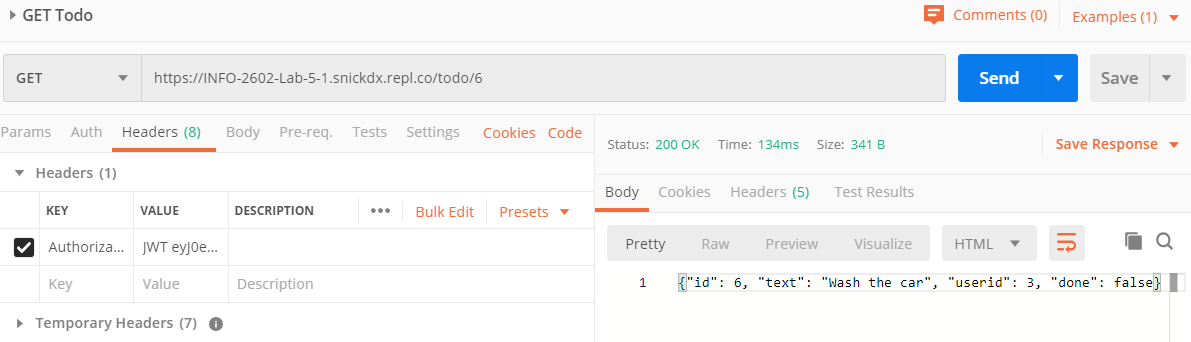 GET Todo
Comments (0)
Examples (1)
GET
https://INFO-2602-Lab-5-1.snickdx.repl.co/todo/6
Send
Save
Params Auth Headers (8) Body Pre-req. Tests Settings Cookies Code
Headers (1)
KEY VALUE DESCRIPTION ••• Bulk Edit Presets
Authoriza... JWT eyJ0e...
Key Value Description
Temporary Headers (7)
Status: 200 OK Time: 134ms Size: 341 B Save Response
Body Cookies Headers (5) Test Results
Pretty Raw Preview Visualize HTML
1 {"id": 6, "text": "Wash the car", "userid": 3, "done": false}